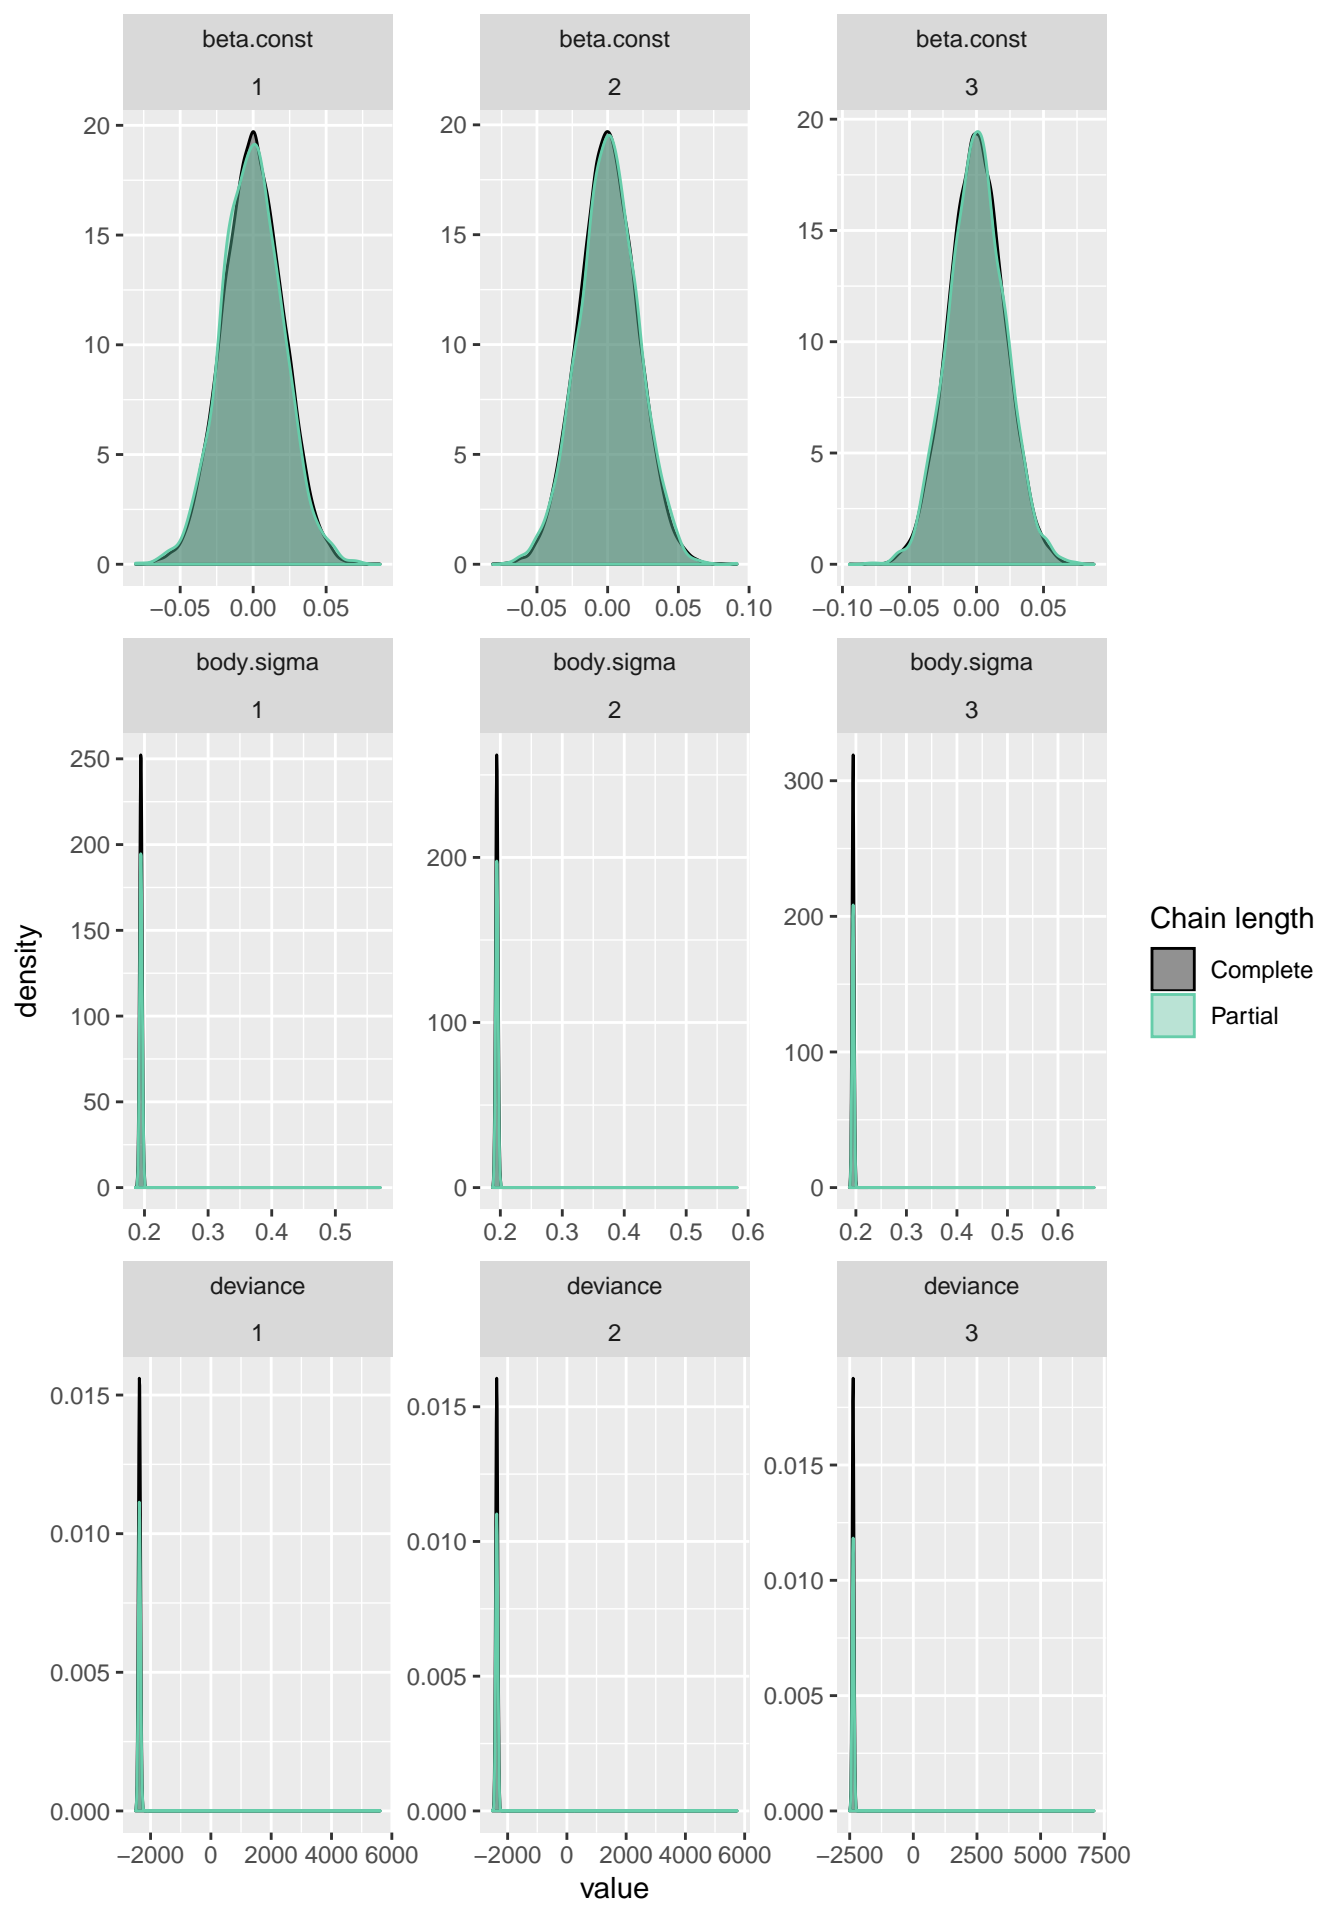 beta.const
1
beta.const
2
beta.const
3
20
15
10
5
0
20
15
10
5
0
20
15
10
5
0
−0.05 0.00 0.05
−0.05 0.00 0.05 0.10
−0.10 −0.05 0.00 0.05
body.sigma
1
body.sigma
2
body.sigma
3
250
200
150
100
50
0
200
100
0
300
200
100
0
0.2 0.3 0.4 0.5
0.2 0.3 0.4 0.5 0.6
0.2 0.3 0.4 0.5 0.6
density
deviance
1
deviance
2
deviance
3
0.015
0.010
0.005
0.000
0.015
0.010
0.005
0.000
0.015
0.010
0.005
0.000
−2000 0 2000 4000 6000
−2000 0 2000 4000 6000
−2500 0 2500 5000 7500
value
Chain length
Complete
Partial